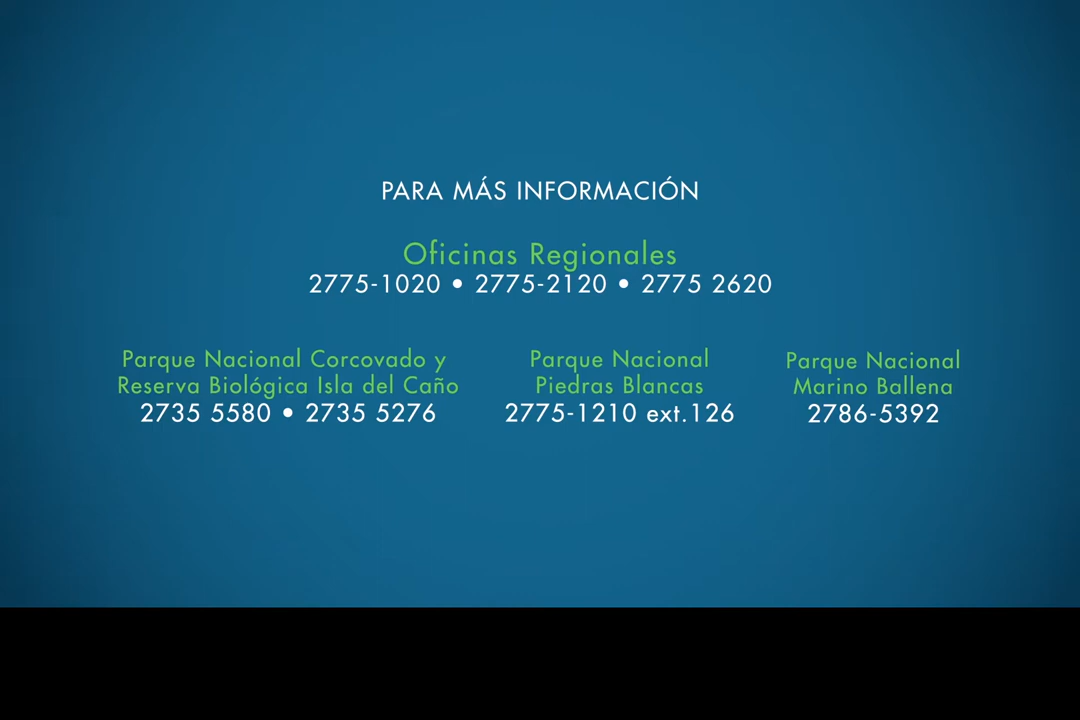 PARA MÁS INFORMACIÓN
Oficinas Regionales
2775-1020 • 2775-2120 • 2775 2620
Parque Nacional Corcovado y
Reserva Biológica Isla del Caño
2735 5580 • 2735 5276
Parque Nacional
Piedras Blancas
2775-1210 ext.126
Parque Nacional
Marino Ballena
2786-5392